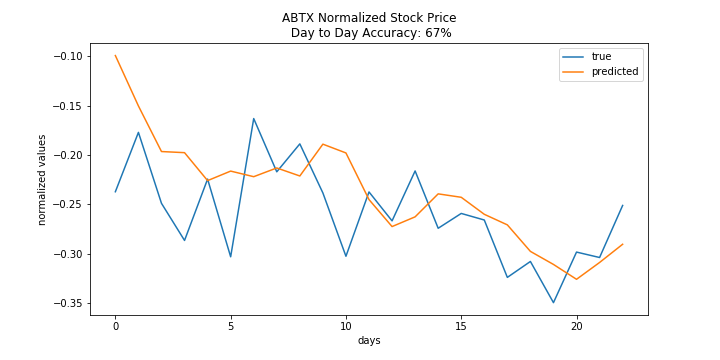 ABTX Normalized Stock Price
Day to Day Accuracy: 67%
true
predicted
normalized values
−0.10
−0.15
−0.20
−0.25
−0.30
−0.35
0
5
10
15
20
days